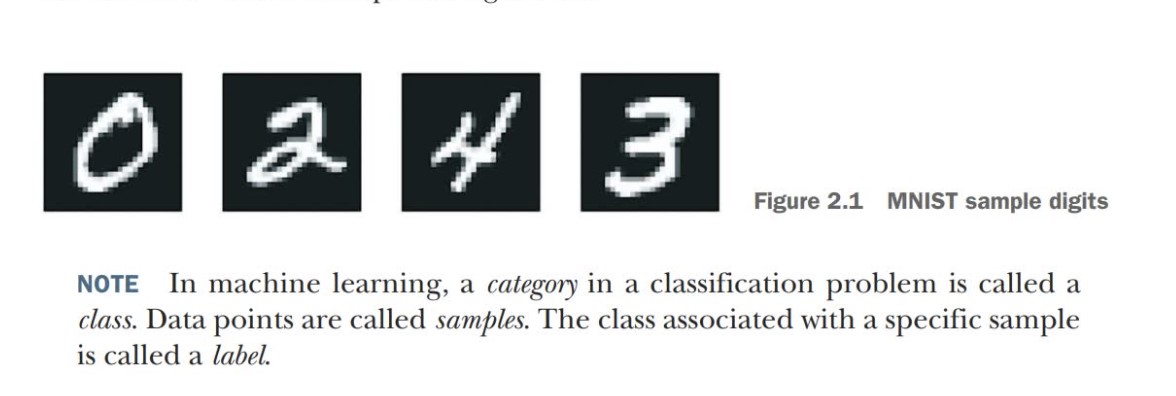 0 2 4 3
Figure 2.1 MNIST sample digits
NOTE In machine learning, a category in a classification problem is called a
class. Data points are called samples. The class associated with a specific sample
is called a label.